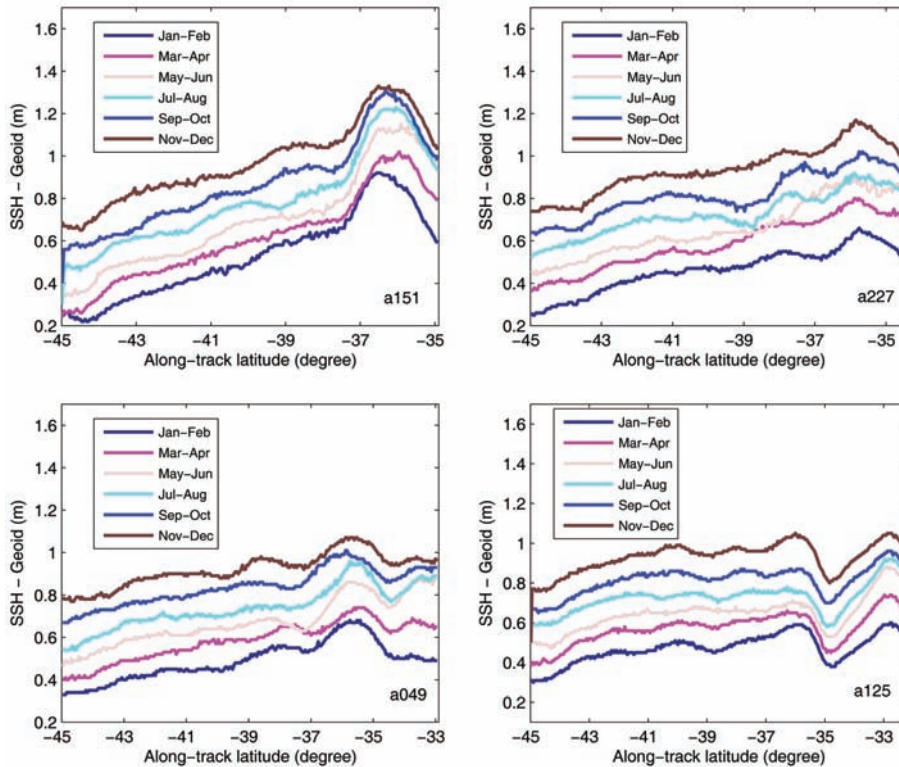 SSH - Geoid (m)
1.6
1.4
1.2
1
0.8
0.6
0.4
0.2
Jan-Feb
Mar-Apr
May-Jun
Jul-Aug
Sep-Oct
Nov-Dec
a151
-45 -43 -41 -39 -37 -35
Along-track latitude (degree)
SSH - Geoid (m)
1.6
1.4
1.2
1
0.8
0.6
0.4
0.2
Jan-Feb
Mar-Apr
May-Jun
Jul-Aug
Sep-Oct
Nov-Dec
a227
-45 -43 -41 -39 -37 -35
Along-track latitude (degree)
SSH - Geoid (m)
1.6
1.4
1.2
1
0.8
0.6
0.4
0.2
Jan-Feb
Mar-Apr
May-Jun
Jul-Aug
Sep-Oct
Nov-Dec
a049
-45 -43 -41 -39 -37 -35 -33
Along-track latitude (degree)
SSH - Geoid (m)
1.6
1.4
1.2
1
0.8
0.6
0.4
0.2
Jan-Feb
Mar-Apr
May-Jun
Jul-Aug
Sep-Oct
Nov-Dec
a125
-45 -43 -41 -39 -37 -35 -33
Along-track latitude (degree)